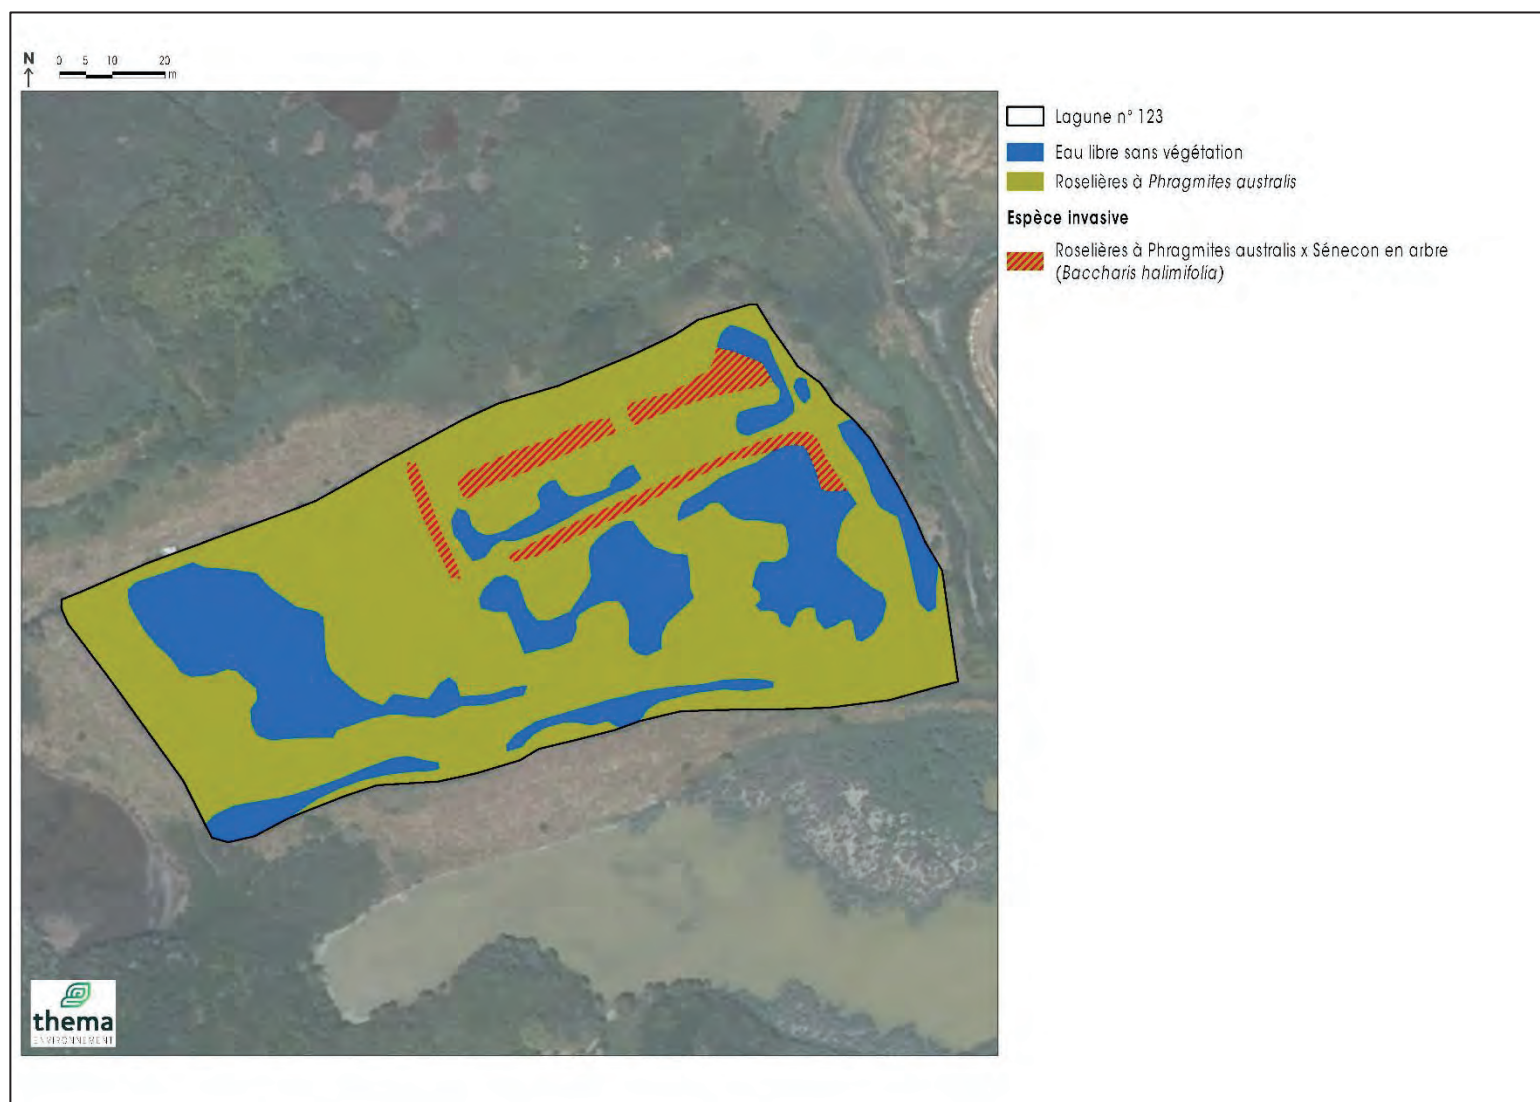 N
0 5 10 20
m
Lagune n° 123
Eau libre sans végétation
Roselières à Phragmites australis
Espèce invasive
Roselières à Phragmites australis x Sénecon en arbre
(Baccharis halimifolia)
thema
ENVIRONNEMENT